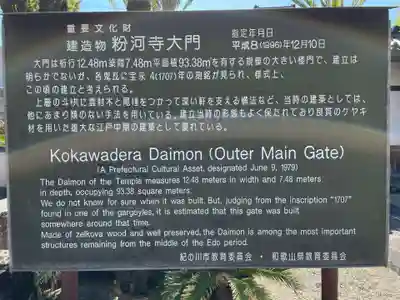 重要文化財
建造物 粉河寺大門
指定年月日
平成8(1996)年12月10日
大門は桁行12.48m梁間7.48m平面積93.38㎡を有する規模の大きい楼門で、建立は
明らかでないが、各鬼瓦に宝永4(1707)年の刻銘が見られ、様式上、
この頃の建立と考えられる。
上層の斗栱に雲肘木と尾棰をつかって深い軒を支える構法など、当時の建築としては、
他にあまり類のない手法を用いている。建立当時の形態もよく保たれており良質のケヤキ
材を用いた雄大な江戸中期の建築として優れている。
Kokawadera Daimon (Outer Main Gate)
(A Prefectural Cultural Asset, designated June 9, 1979)
The Daimon of the Temple measures 12.48 meters in width and 7.48 meters
in depth, occupying 93.38 square meters.
We do not know for sure when it was built. But, judging from the inscription "1707"
found in one of the gargoyles, it is estimated that this gate was built
somewhere around that time.
Made of zelkova wood and well preserved, the Daimon is among the most important
structures remaining from the middle of the Edo period.
紀の川市教育委員会 ・ 和歌山県教育委員会